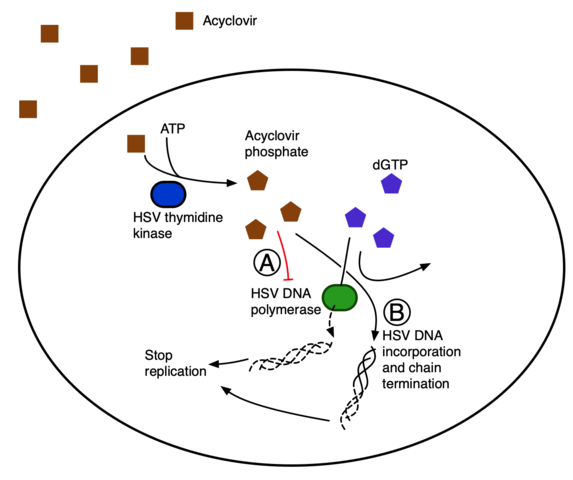 Acyclovir
ATP
Acyclovir
phosphate
dGTP
HSV thymidine
kinase
A
HSV DNA
polymerase
B
HSV DNA
incorporation
and chain
termination
Stop
replication